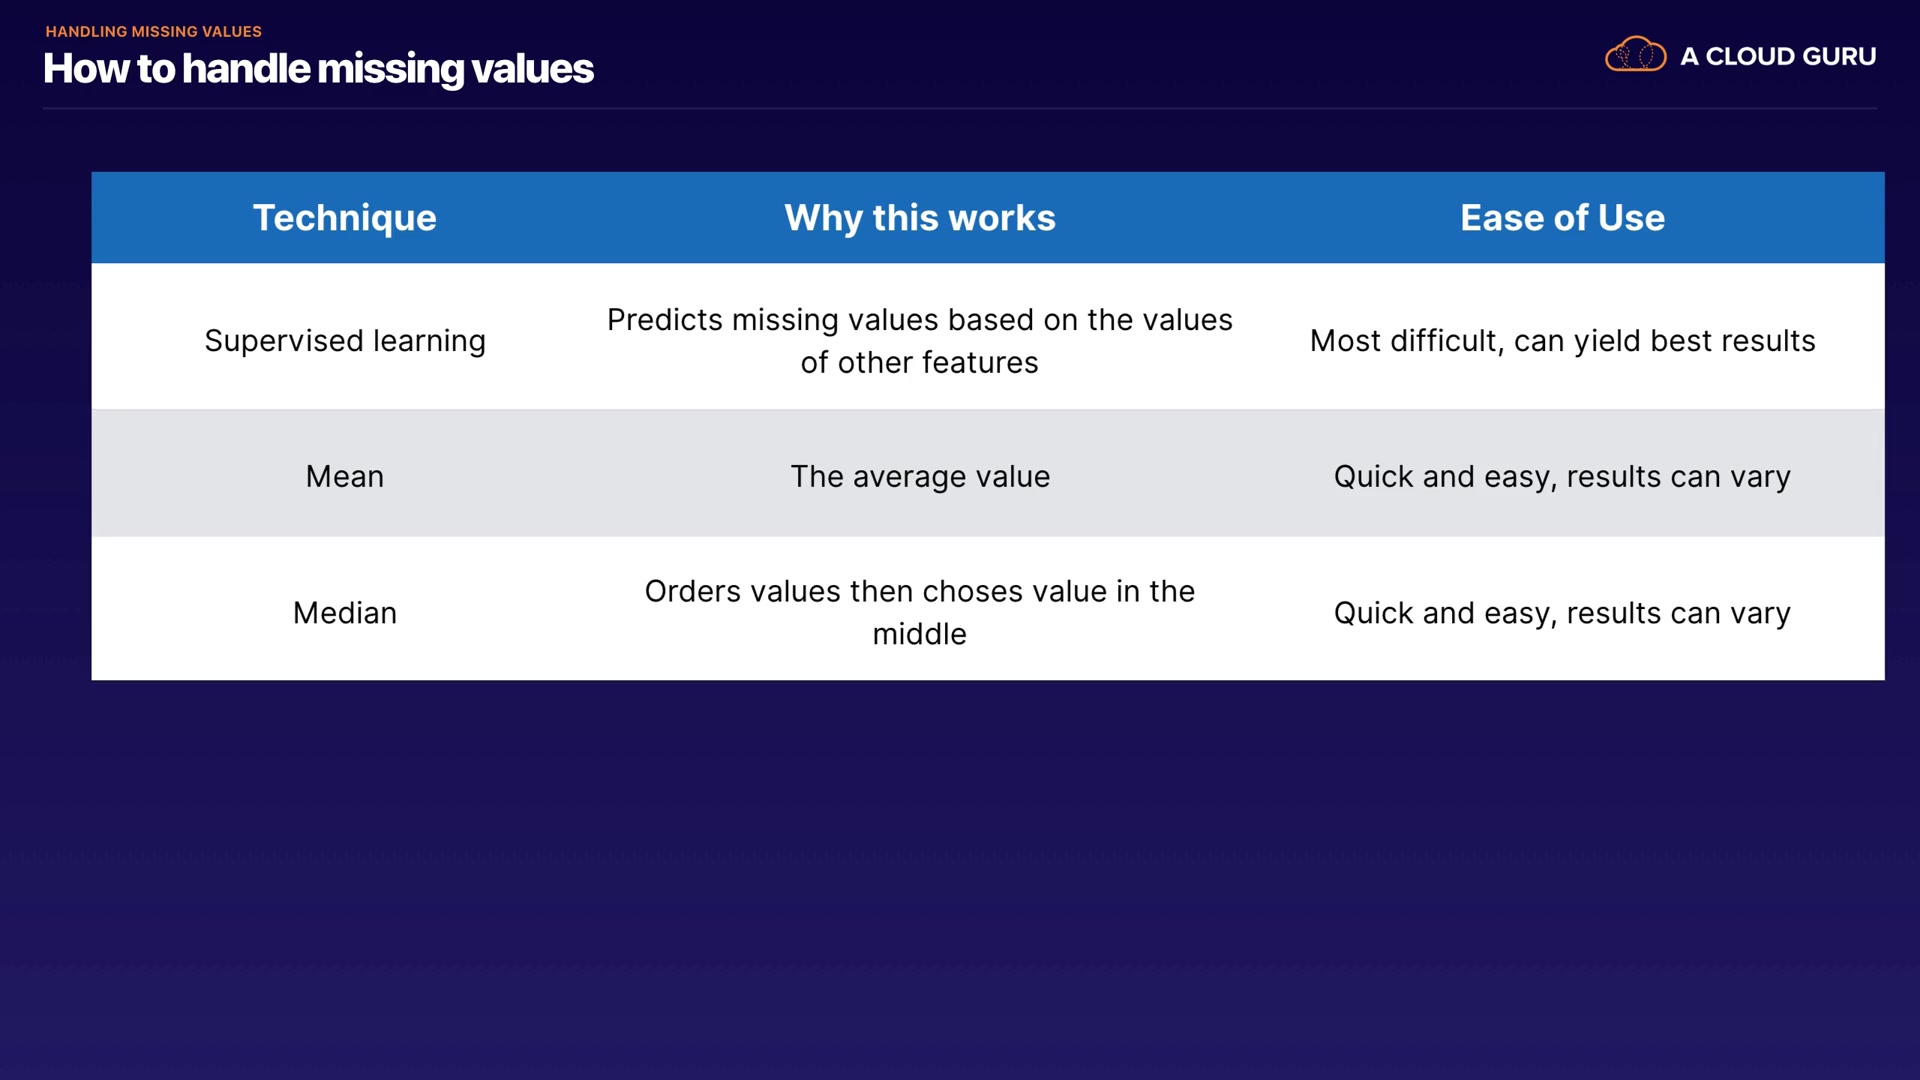 HANDLING MISSING VALUES
How to handle missing values
A CLOUD GURU
Technique
Why this works
Ease of Use
Supervised learning
Predicts missing values based on the values
of other features
Most difficult, can yield best results
Mean
The average value
Quick and easy, results can vary
Median
Orders values then choses value in the
middle
Quick and easy, results can vary